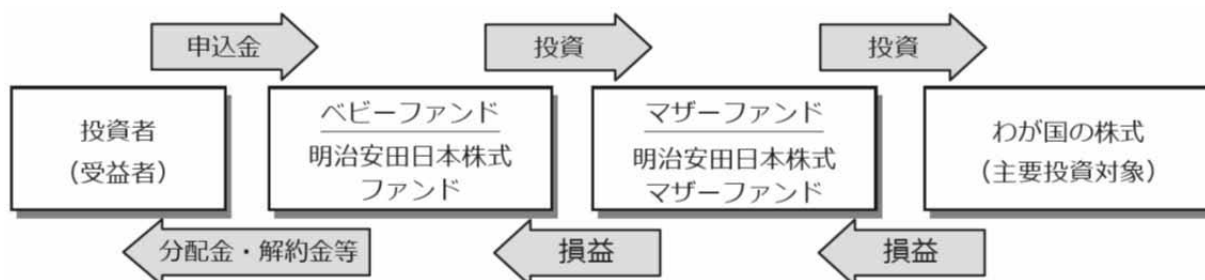 申込金
投資
投資
投資者
(受益者)
ベビーファンド
明治安田日本株式
ファンド
マザーファンド
明治安田日本株式
マザーファンド
わが国の株式
(主要投資対象)
分配金・解約金等
損益
損益